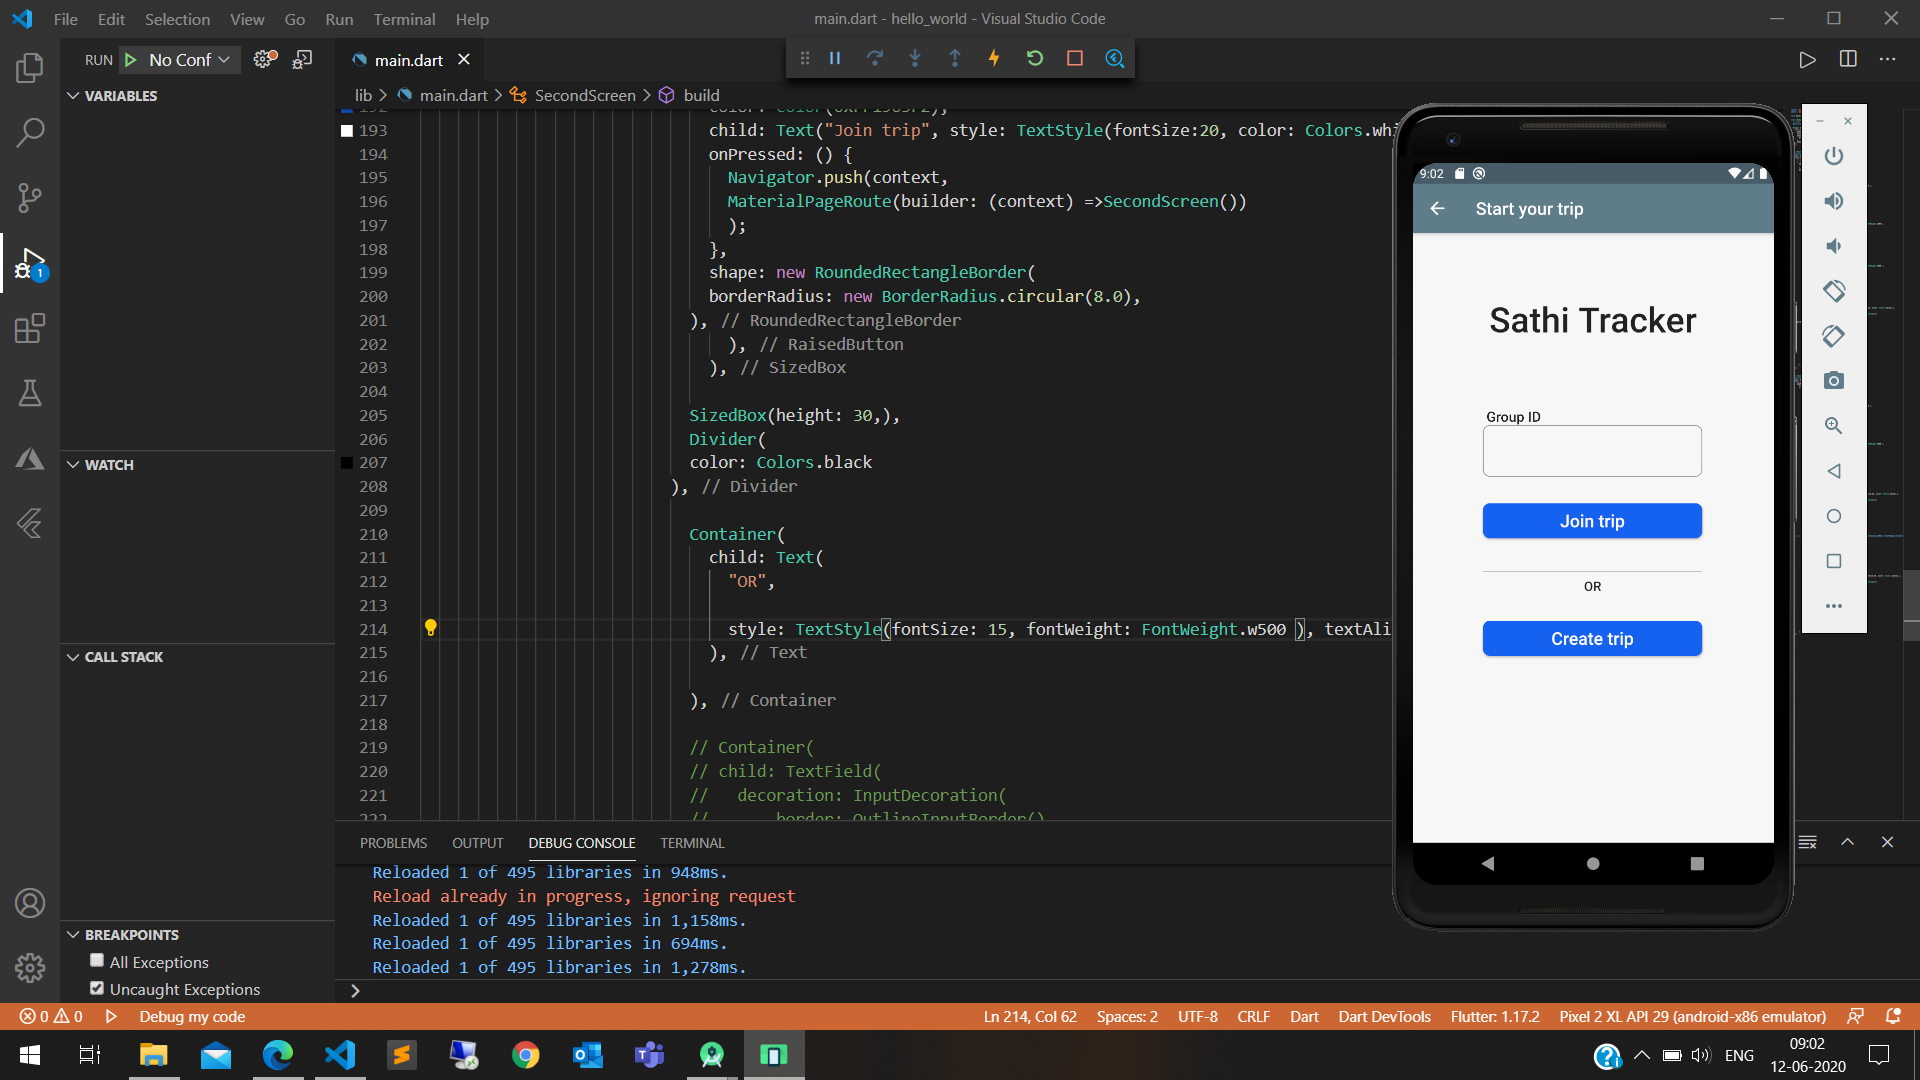 File Edit Selection View Go Run Terminal Help
main.dart - hello_world - Visual Studio Code
RUN No Conf
main.dart
VARIABLES
lib > main.dart > SecondScreen > build
193 child: Text("Join trip", style: TextStyle(fontSize:20, color: Colors.whi
194 onPressed: () {
195 Navigator.push(context,
196 MaterialPageRoute(builder: (context) =>SecondScreen())
197 );
198 },
199 shape: new RoundedRectangleBorder(
200 borderRadius: new BorderRadius.circular(8.0),
201 ), // RoundedRectangleBorder
202 ), // RaisedButton
203 ), // SizedBox
204
205 SizedBox(height: 30,),
206 Divider(
207 color: Colors.black
208 ), // Divider
209
210 Container(
211 child: Text(
212 "OR",
213
214 style: TextStyle(fontSize: 15, fontWeight: FontWeight.w500 ), textAli
215 ), // Text
216
217 ), // Container
218
219 // Container(
220 // child: TextField(
221 // decoration: InputDecoration(
222 // border: OutlineInputBorder()
WATCH
CALL STACK
BREAKPOINTS
All Exceptions
Uncaught Exceptions
9:02
Start your trip
Sathi Tracker
Group ID
Join trip
OR
Create trip
PROBLEMS OUTPUT DEBUG CONSOLE TERMINAL
Reloaded 1 of 495 libraries in 948ms.
Reload already in progress, ignoring request
Reloaded 1 of 495 libraries in 1,158ms.
Reloaded 1 of 495 libraries in 694ms.
Reloaded 1 of 495 libraries in 1,278ms.
>
0 0 Debug my code
Ln 214, Col 62 Spaces: 2 UTF-8 CRLF Dart Dart DevTools Flutter: 1.17.2 Pixel 2 XL API 29 (android-x86 emulator)
ENG
09:02
12-06-2020